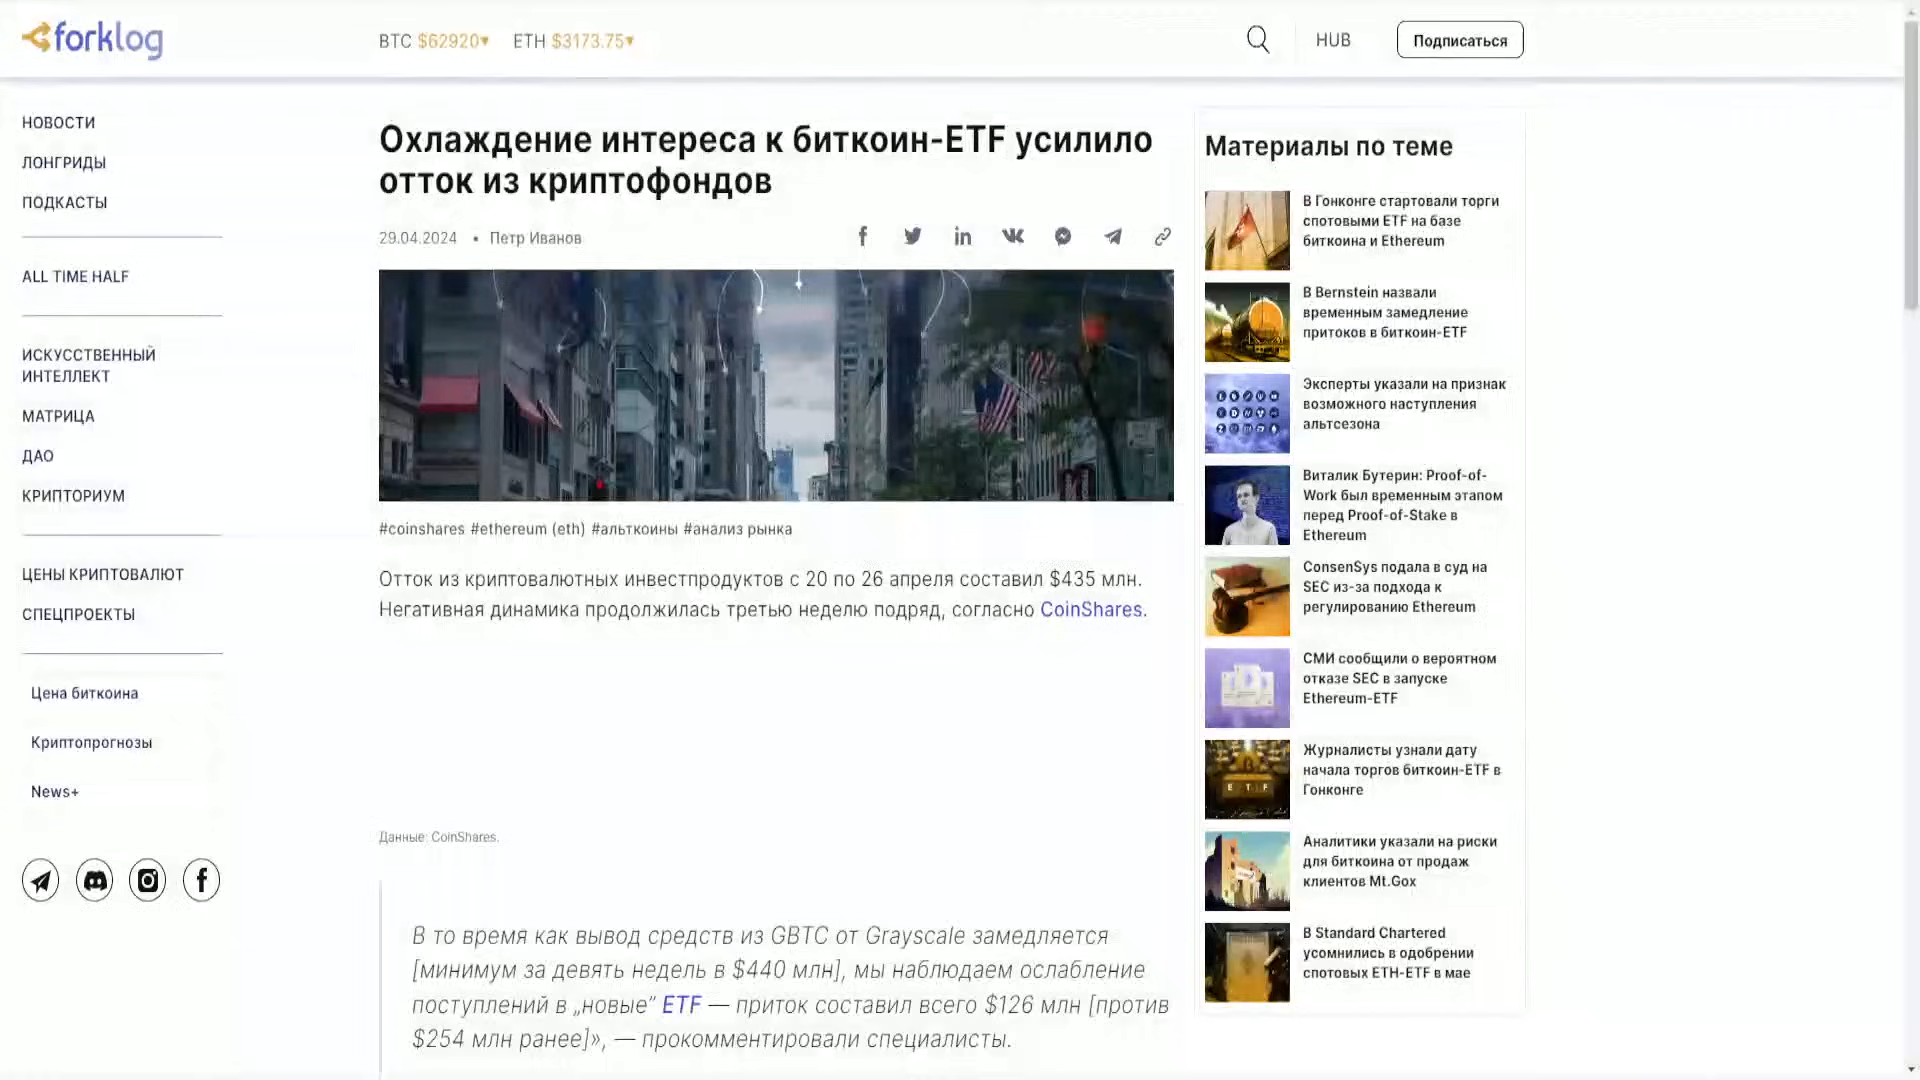 forklog
BTC $62920▾ ETH $3173.75▾
HUB
Подписаться
НОВОСТИ
ЛОНГРИДЫ
ПОДКАСТЫ
ALL TIME HALF
ИСКУССТВЕННЫЙ
ИНТЕЛЛЕКТ
МАТРИЦА
ДАО
КРИПТОРИУМ
ЦЕНЫ КРИПТОВАЛЮТ
СПЕЦПРОЕКТЫ
Цена биткоина
Криптопрогнозы
News+
Охлаждение интереса к биткоин-ETF усилило
отток из криптофондов
29.04.2024 • Петр Иванов
#coinshares #ethereum (eth) #альткоины #анализ рынка
Отток из криптовалютных инвестпродуктов с 20 по 26 апреля составил $435 млн.
Негативная динамика продолжилась третью неделю подряд, согласно CoinShares.
Данные: CoinShares.
В то время как вывод средств из GBTC от Grayscale замедляется
[минимум за девять недель в $440 млн], мы наблюдаем ослабление
поступлений в „новые” ETF — приток составил всего $126 млн [против
$254 млн ранее]», — прокомментировали специалисты.
Материалы по теме
В Гонконге стартовали торги
спотовыми ETF на базе
биткоина и Ethereum
В Bernstein назвали
временным замедление
притоков в биткоин-ETF
Эксперты указали на признак
возможного наступления
альтсезона
Виталик Бутерин: Proof-of-
Work был временным этапом
перед Proof-of-Stake в
Ethereum
ConsenSys подала в суд на
SEC из-за подхода к
регулированию Ethereum
СМИ сообщили о вероятном
отказе SEC в запуске
Ethereum-ETF
ETF
Журналисты узнали дату
начала торгов биткоин-ETF в
Гонконге
Аналитики указали на риски
для биткоина от продаж
клиентов Mt.Gox
В Standard Chartered
усомнились в одобрении
спотовых ETH-ETF в мае